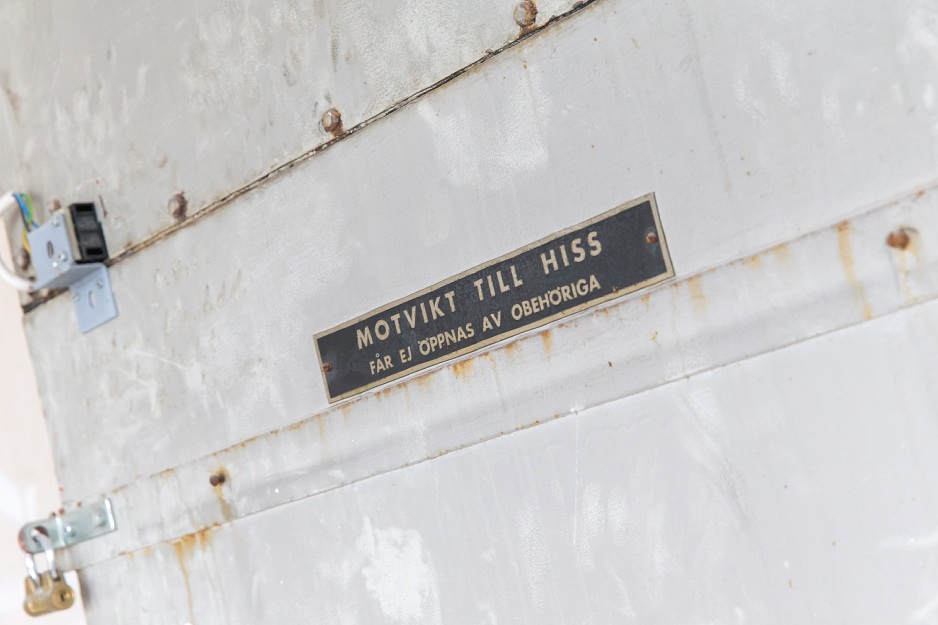 MOTVIKT TILL HISS
FÅR EJ ÖPPNAS AV OBEHÖRIGA